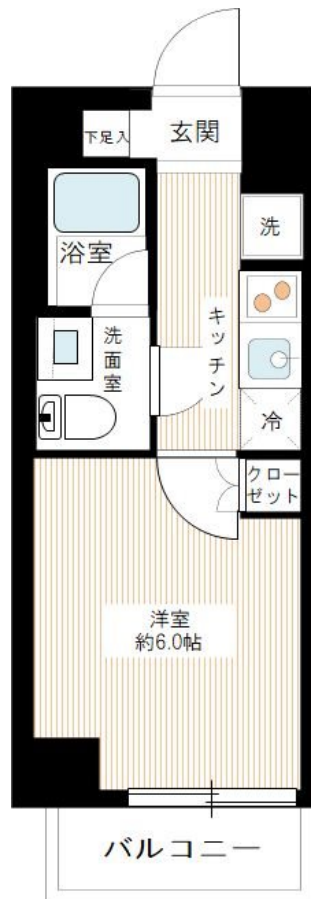 下足入
玄関
洗
浴室
洗面室
キッチン
冷
クロー
ゼット
洋室
約6.0帖
バルコニー